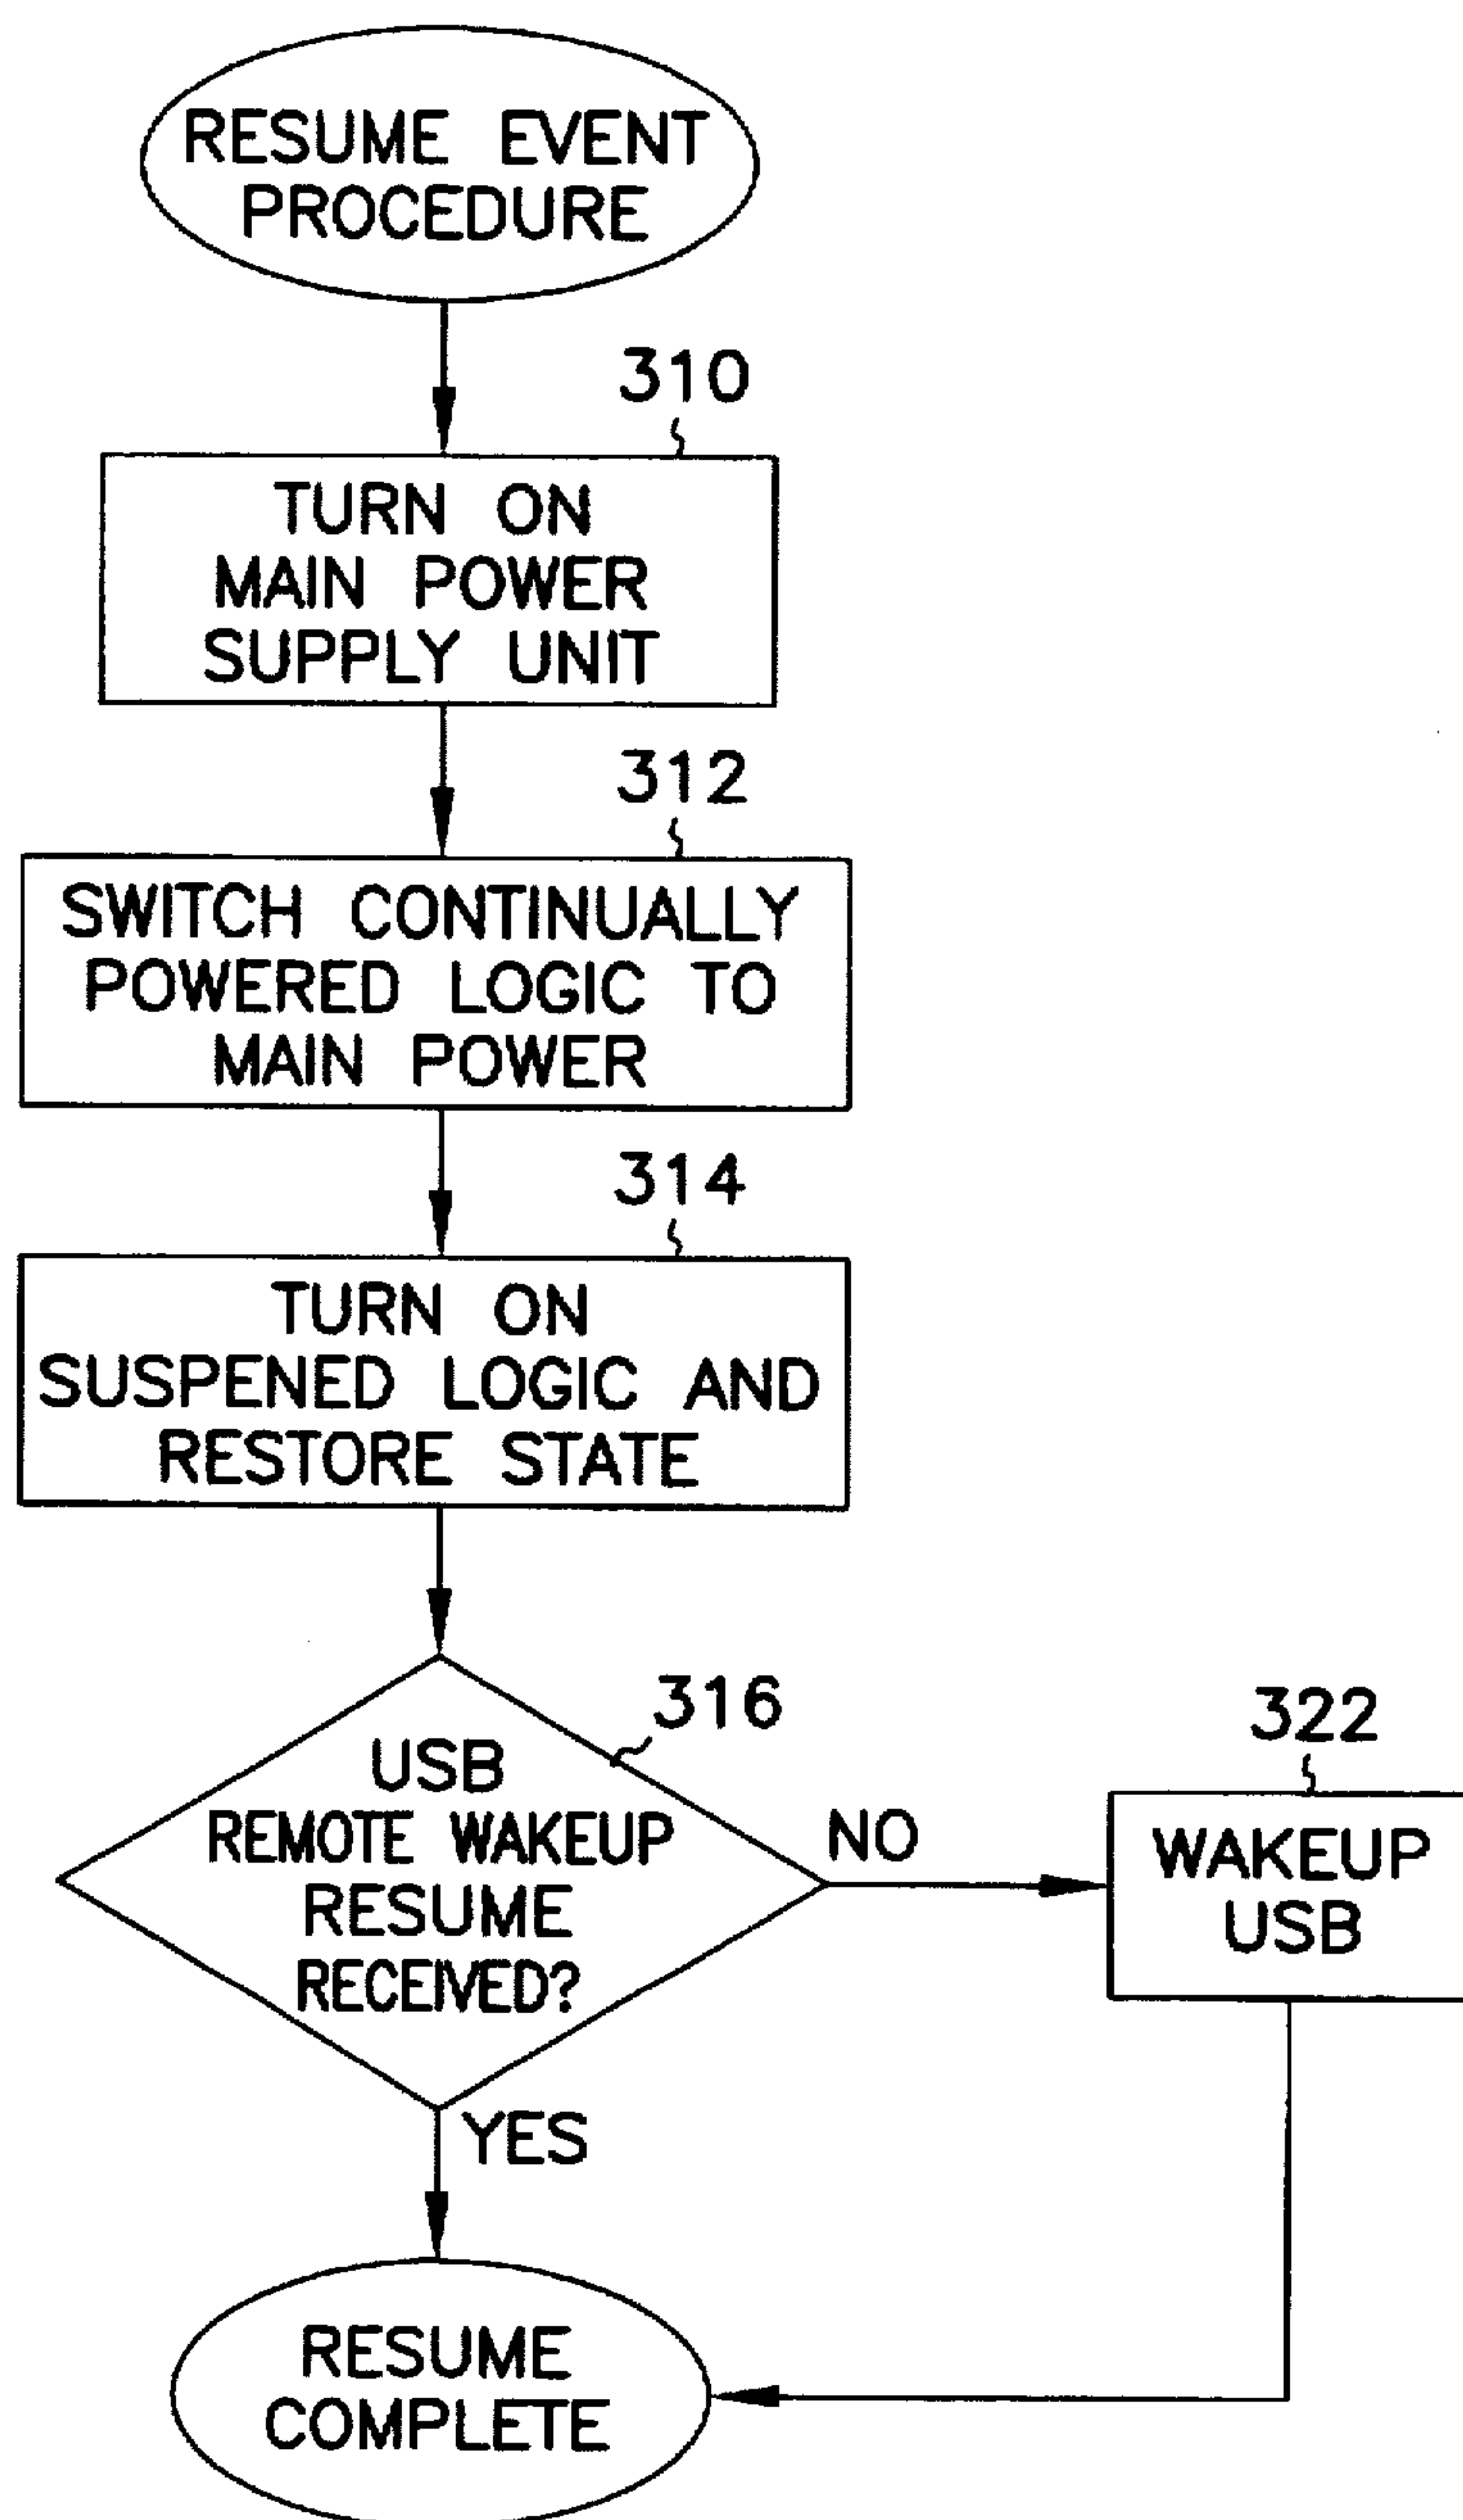 RESUME EVENT
PROCEDURE
310
TURN ON
MAIN POWER
SUPPLY UNIT
312
SWITCH CONTINUALLY
POWERED LOGIC TO
MAIN POWER
314
TURN ON
SUSPENED LOGIC AND
RESTORE STATE
316
USB
REMOTE WAKEUP
RESUME
RECEIVED?
NO
322
WAKEUP
USB
YES
RESUME
COMPLETE